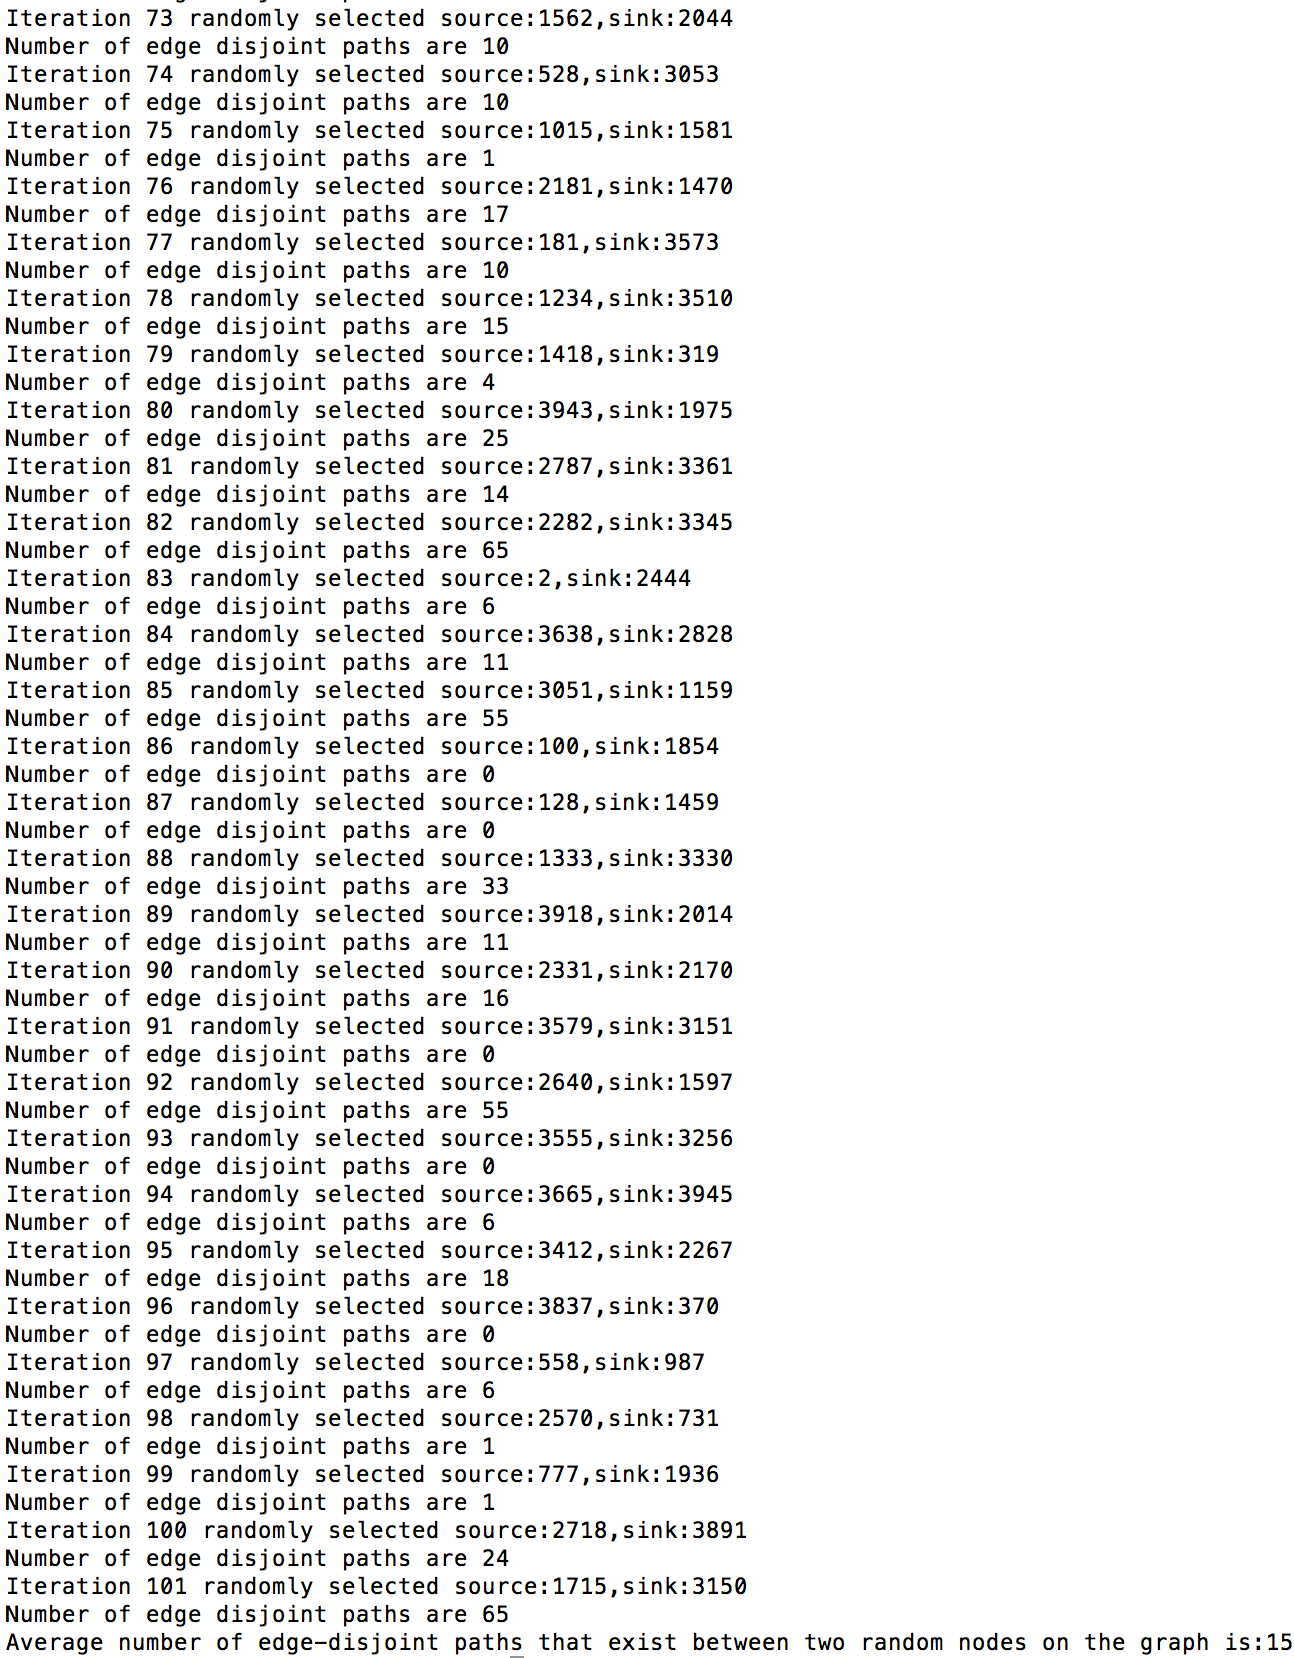 Iteration 73 randomly selected source:1562,sink:2044
Number of edge disjoint paths are 10
Iteration 74 randomly selected source:528,sink:3053
Number of edge disjoint paths are 10
Iteration 75 randomly selected source:1015,sink:1581
Number of edge disjoint paths are 1
Iteration 76 randomly selected source:2181,sink:1470
Number of edge disjoint paths are 17
Iteration 77 randomly selected source:181,sink:3573
Number of edge disjoint paths are 10
Iteration 78 randomly selected source:1234,sink:3510
Number of edge disjoint paths are 15
Iteration 79 randomly selected source:1418,sink:319
Number of edge disjoint paths are 4
Iteration 80 randomly selected source:3943,sink:1975
Number of edge disjoint paths are 25
Iteration 81 randomly selected source:2787,sink:3361
Number of edge disjoint paths are 14
Iteration 82 randomly selected source:2282,sink:3345
Number of edge disjoint paths are 65
Iteration 83 randomly selected source:2,sink:2444
Number of edge disjoint paths are 6
Iteration 84 randomly selected source:3638,sink:2828
Number of edge disjoint paths are 11
Iteration 85 randomly selected source:3051,sink:1159
Number of edge disjoint paths are 55
Iteration 86 randomly selected source:100,sink:1854
Number of edge disjoint paths are 0
Iteration 87 randomly selected source:128,sink:1459
Number of edge disjoint paths are 0
Iteration 88 randomly selected source:1333,sink:3330
Number of edge disjoint paths are 33
Iteration 89 randomly selected source:3918,sink:2014
Number of edge disjoint paths are 11
Iteration 90 randomly selected source:2331,sink:2170
Number of edge disjoint paths are 16
Iteration 91 randomly selected source:3579,sink:3151
Number of edge disjoint paths are 0
Iteration 92 randomly selected source:2640,sink:1597
Number of edge disjoint paths are 55
Iteration 93 randomly selected source:3555,sink:3256
Number of edge disjoint paths are 0
Iteration 94 randomly selected source:3665,sink:3945
Number of edge disjoint paths are 6
Iteration 95 randomly selected source:3412,sink:2267
Number of edge disjoint paths are 18
Iteration 96 randomly selected source:3837,sink:370
Number of edge disjoint paths are 0
Iteration 97 randomly selected source:558,sink:987
Number of edge disjoint paths are 6
Iteration 98 randomly selected source:2570,sink:731
Number of edge disjoint paths are 1
Iteration 99 randomly selected source:777,sink:1936
Number of edge disjoint paths are 1
Iteration 100 randomly selected source:2718,sink:3891
Number of edge disjoint paths are 24
Iteration 101 randomly selected source:1715,sink:3150
Number of edge disjoint paths are 65
Average number of edge-disjoint paths that exist between two random nodes on the graph is:15